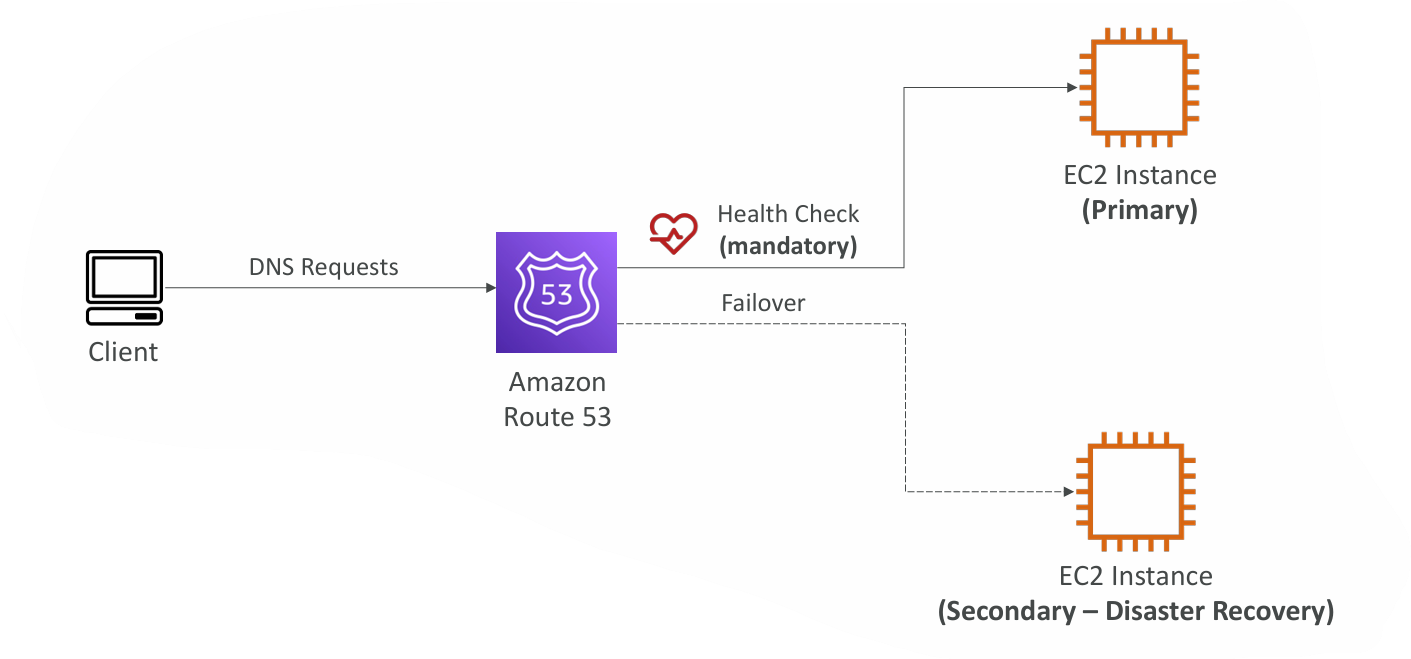 EC2 Instance
(Primary)
Health Check
(mandatory)
DNS Requests
53
Failover
Client
Amazon
Route 53
EC2 Instance
(Secondary – Disaster Recovery)